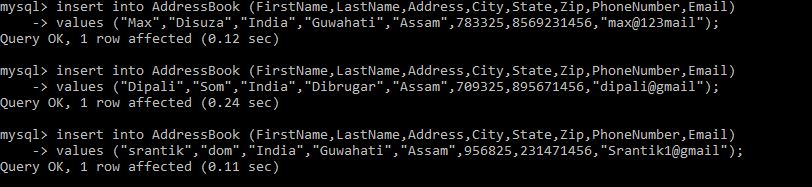 mysql> insert into AddressBook (FirstName,LastName,Address,City,State,Zip,PhoneNumber,Email)
    -> values ("Max","Disuza","India","Guwahati","Assam",783325,8569231456,"max@123mail");
Query OK, 1 row affected (0.12 sec)

mysql> insert into AddressBook (FirstName,LastName,Address,City,State,Zip,PhoneNumber,Email)
    -> values ("Dipali","Som","India","Dibrugar","Assam",709325,895671456,"dipali@gmail");
Query OK, 1 row affected (0.24 sec)

mysql> insert into AddressBook (FirstName,LastName,Address,City,State,Zip,PhoneNumber,Email)
    -> values ("srantik","dom","India","Guwahati","Assam",956825,231471456,"Srantik1@gmail");
Query OK, 1 row affected (0.11 sec)